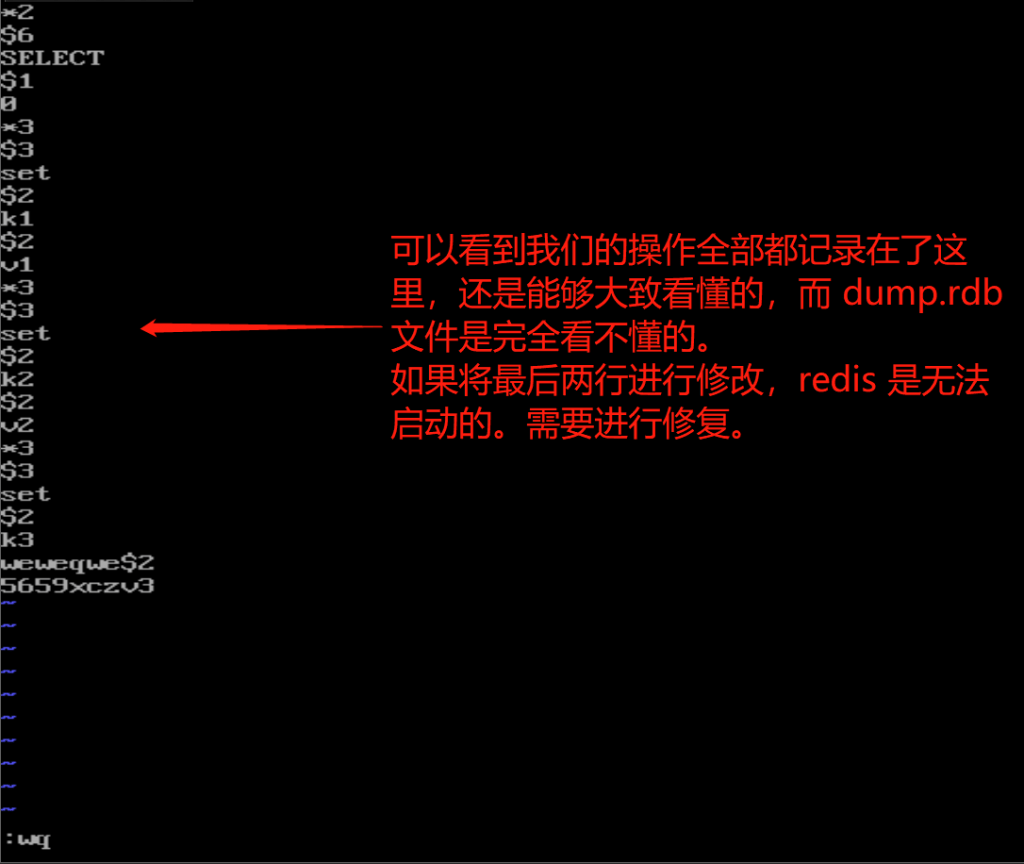 *2
$6
SELECT
$1
0
*3
$3
set
$2
k1
$2
v1
*3
$3
set
$2
k2
$2
v2
*3
$3
set
$2
k3
weweqwe$2
5659xczv3
~
~
~
~
~
~
~
~
~
~
:wq
可以看到我们的操作全部都记录在了这
里，还是能够大致看懂的，而 dump.rdb
文件是完全看不懂的。
如果将最后两行进行修改，redis 是无法
启动的。需要进行修复。